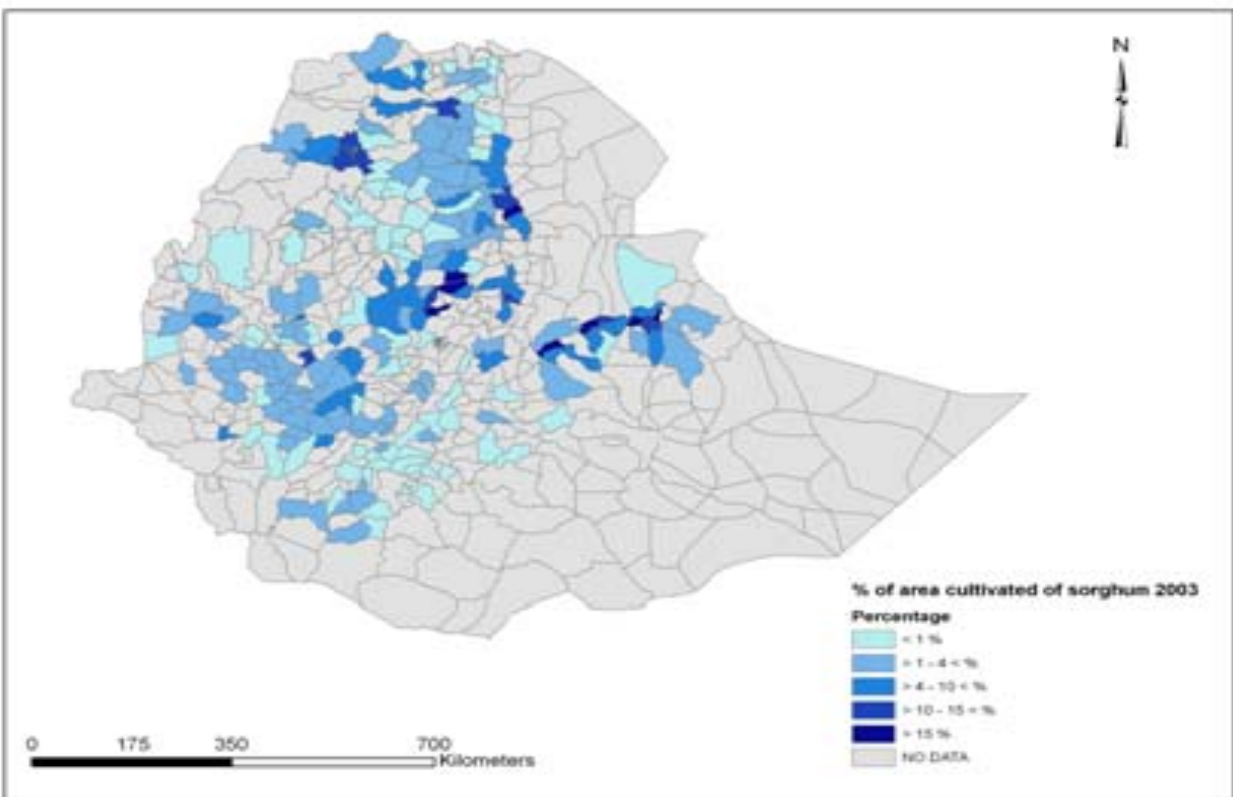 N
% of area cultivated of sorghum 2003
Percentage
< 1 %
> 1 - 4 < %
> 4 - 10 < %
> 10 - 15 < %
> 15 %
NO DATA
0 175 350 700
Kilometers